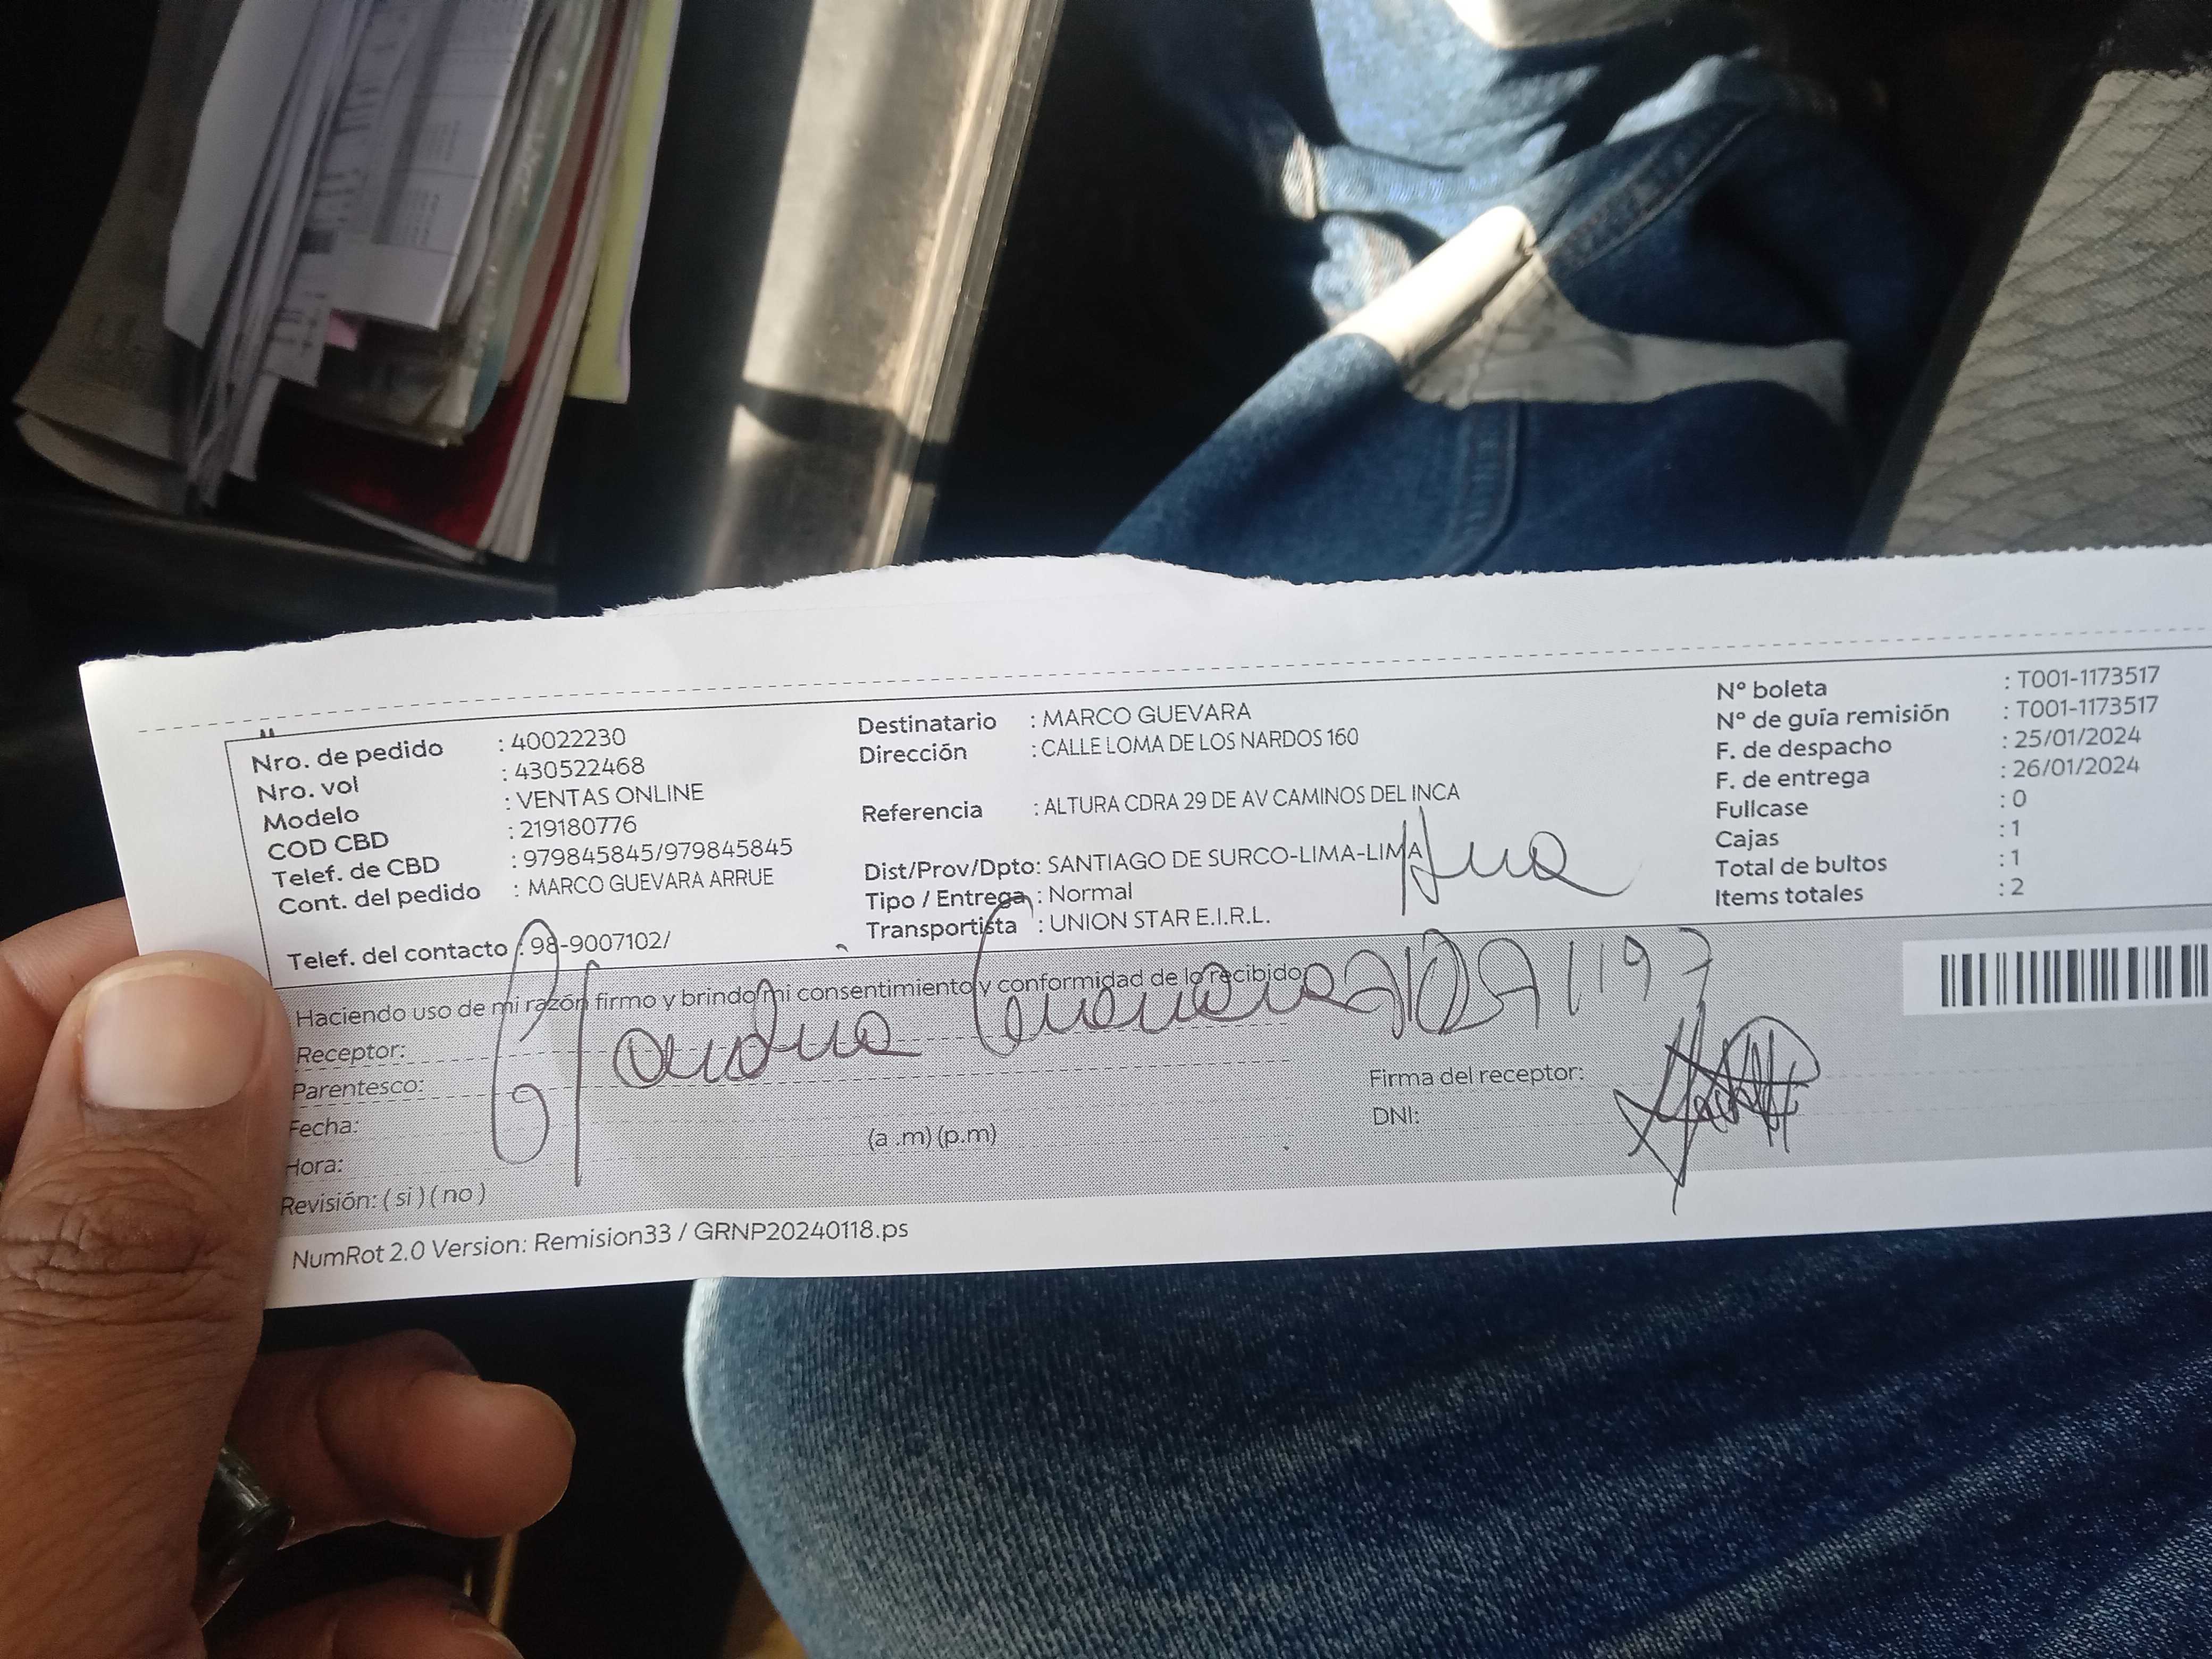 Nro. de pedido : 40022230
Nro. vol : 430522468
Modelo : VENTAS ONLINE
COD CBD : 219180776
Telef. de CBD : 979845845/979845845
Cont. del pedido : MARCO GUEVARA ARRUE
Telef. del contacto : 98-9007102/
Destinatario : MARCO GUEVARA
Dirección : CALLE LOMA DE LOS NARDOS 160
Referencia : ALTURA CDRA 29 DE AV CAMINOS DEL INCA
Dist/Prov/Dpto: SANTIAGO DE SURCO-LIMA-LIMA
Tipo / Entrega : Normal
Transportista : UNION STAR E.I.R.L.
Nº boleta : T001-1173517
Nº de guía remisión : T001-1173517
F. de despacho : 25/01/2024
F. de entrega : 26/01/2024
Fullcase : 0
Cajas : 1
Total de bultos : 1
Items totales : 2
Haciendo uso de mi razón firmo y brindo mi consentimiento y conformidad de lo recibido
Receptor:
Parentesco:
Fecha:
Hora: (a .m) (p.m)
Revisión: ( si ) ( no )
Firma del receptor:
DNI:
NumRot 2.0 Version: Remision33 / GRNP20240118.ps